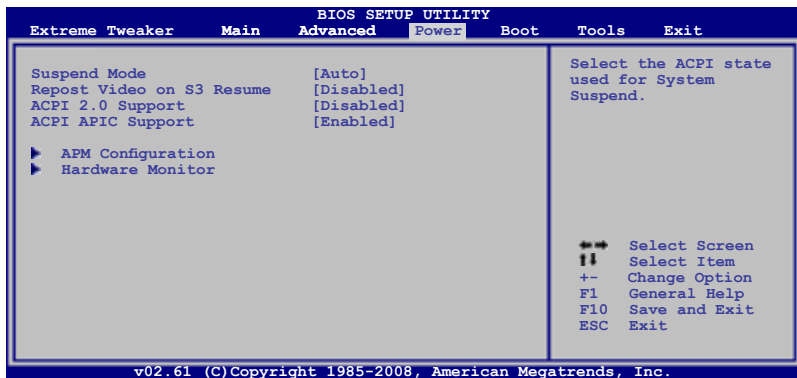 BIOS SETUP UTILITY
Extreme Tweaker Main Advanced Power Boot Tools Exit
Suspend Mode [Auto]
Repost Video on S3 Resume [Disabled]
ACPI 2.0 Support [Disabled]
ACPI APIC Support [Enabled]
APM Configuration
Hardware Monitor
Select the ACPI state
used for System
Suspend.
Select Screen
Select Item
+- Change Option
F1 General Help
F10 Save and Exit
ESC Exit
v02.61 (C)Copyright 1985-2008, American Megatrends, Inc.